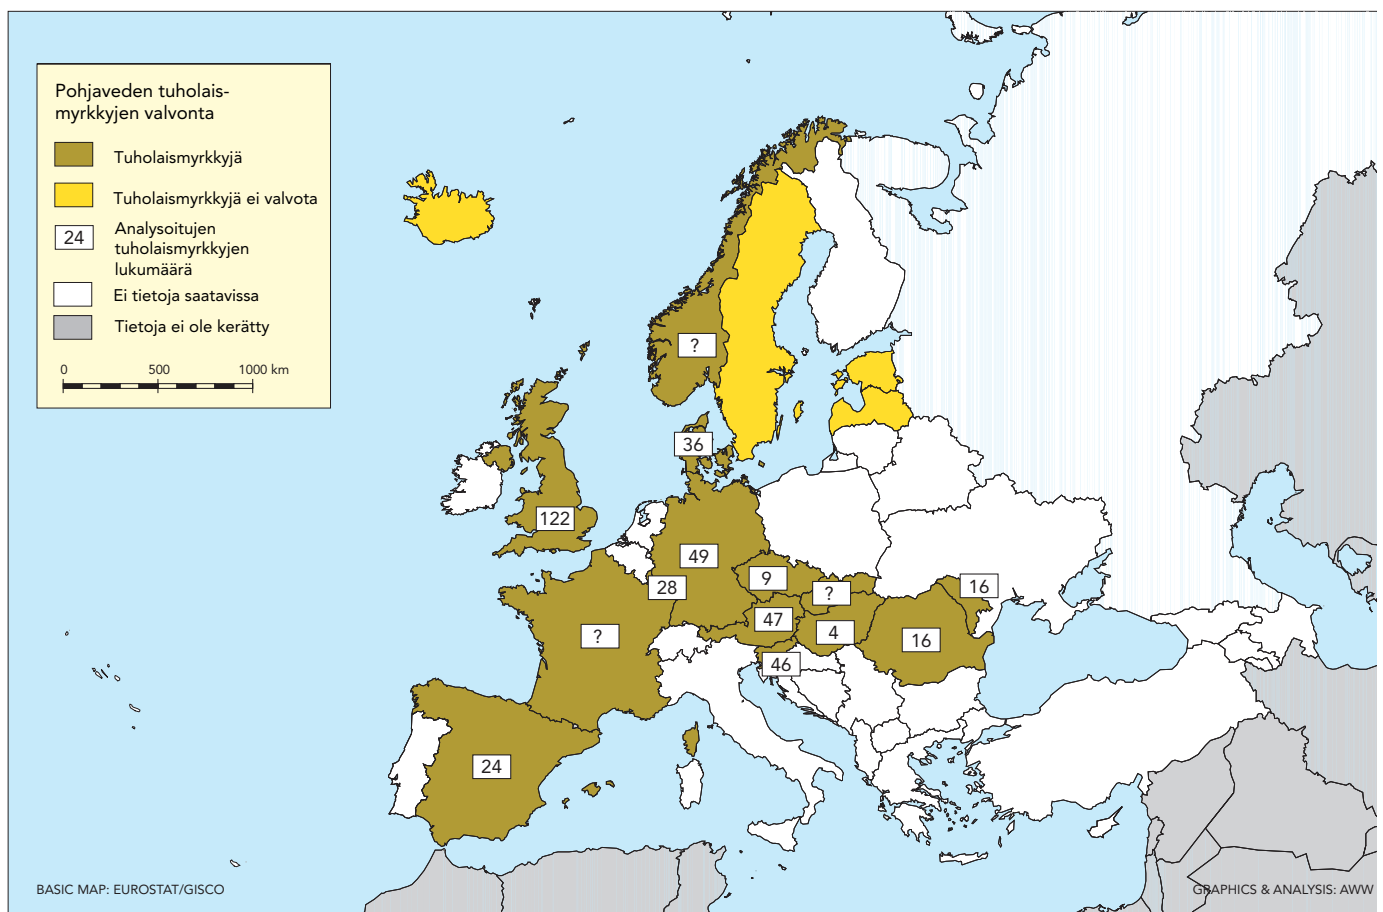 Pohjaveden tuholais-
myrkkyjen valvonta
Tuholaismyrkkyjä
Tuholaismyrkkyjä ei valvota
24
Analysoitujen
tuholaismyrkkyjen
lukumäärä
Ei tietoja saatavissa
Tietoja ei ole kerätty
0 500 1000 km
?
36
122
49
28
9
?
16
47
4
16
?
46
24
BASIC MAP: EUROSTAT/GISCO
GRAPHICS & ANALYSIS: AWW